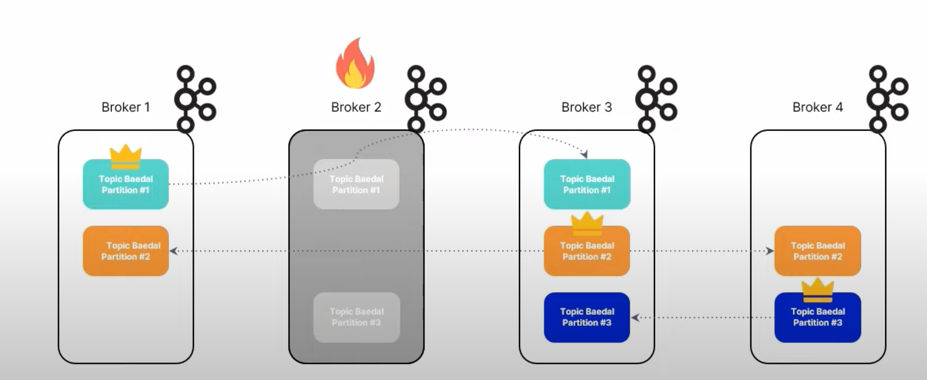 Broker 1
Broker 2
Broker 3
Broker 4
Topic Baedal
Partition #1
Topic Baedal
Partition #1
Topic Baedal
Partition #1
Topic Baedal
Partition #2
Topic Baedal
Partition #2
Topic Baedal
Partition #2
Topic Baedal
Partition #3
Topic Baedal
Partition #3
Topic Baedal
Partition #3